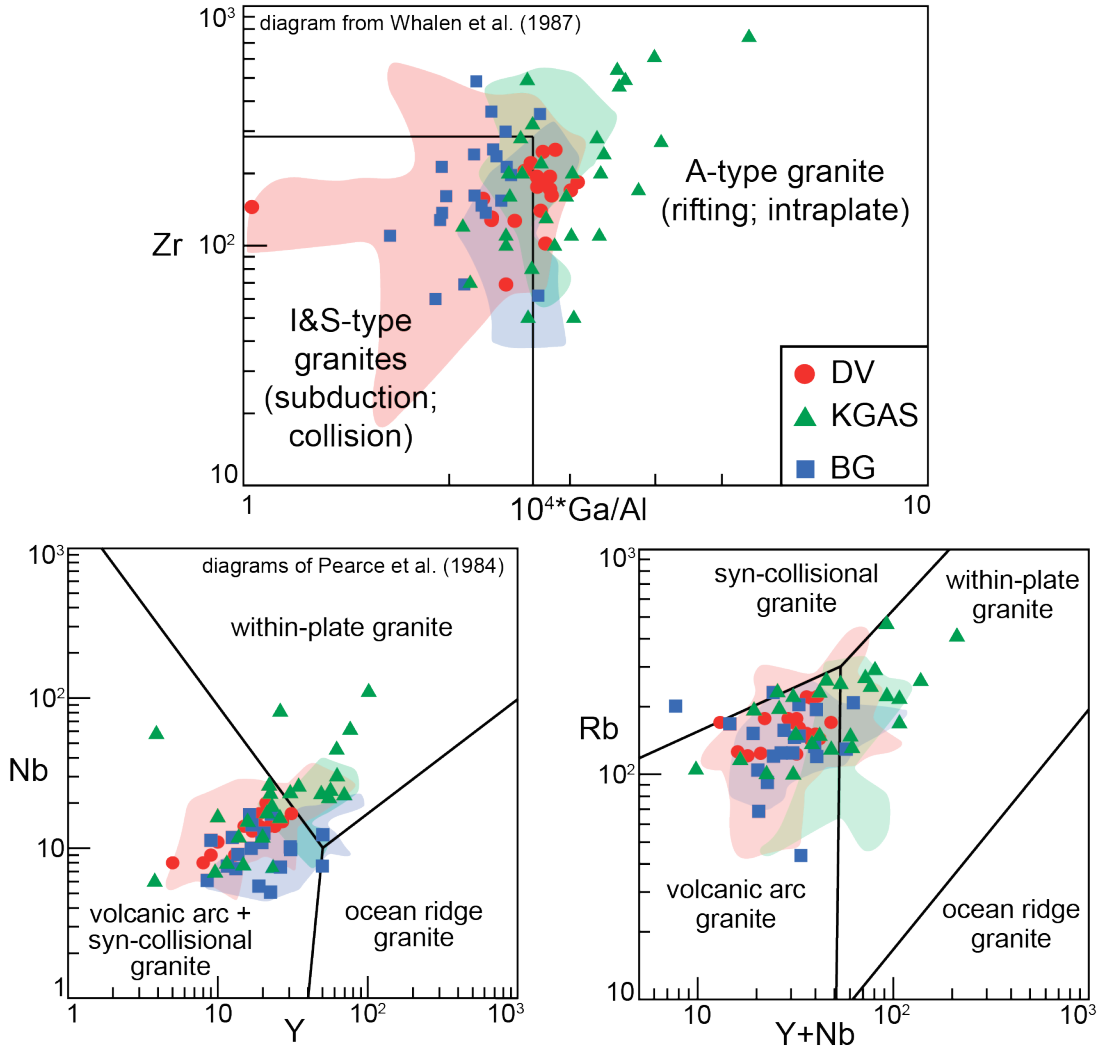 10³
diagram from Whalen et al. (1987)
Zr
10²
10
A-type granite
(rifting; intraplate)
I&S-type
granites
(subduction;
collision)
DV
KGAS
BG
1
10⁴*Ga/Al
10
10³
diagrams of Pearce et al. (1984)
within-plate granite
10²
Nb
10
volcanic arc +
syn-collisional
granite
ocean ridge
granite
1
1
10
Y
10²
10³
10³
syn-collisional
granite
within-plate
granite
Rb
10²
volcanic arc
granite
ocean ridge
granite
10
10
Y+Nb
10²
10³